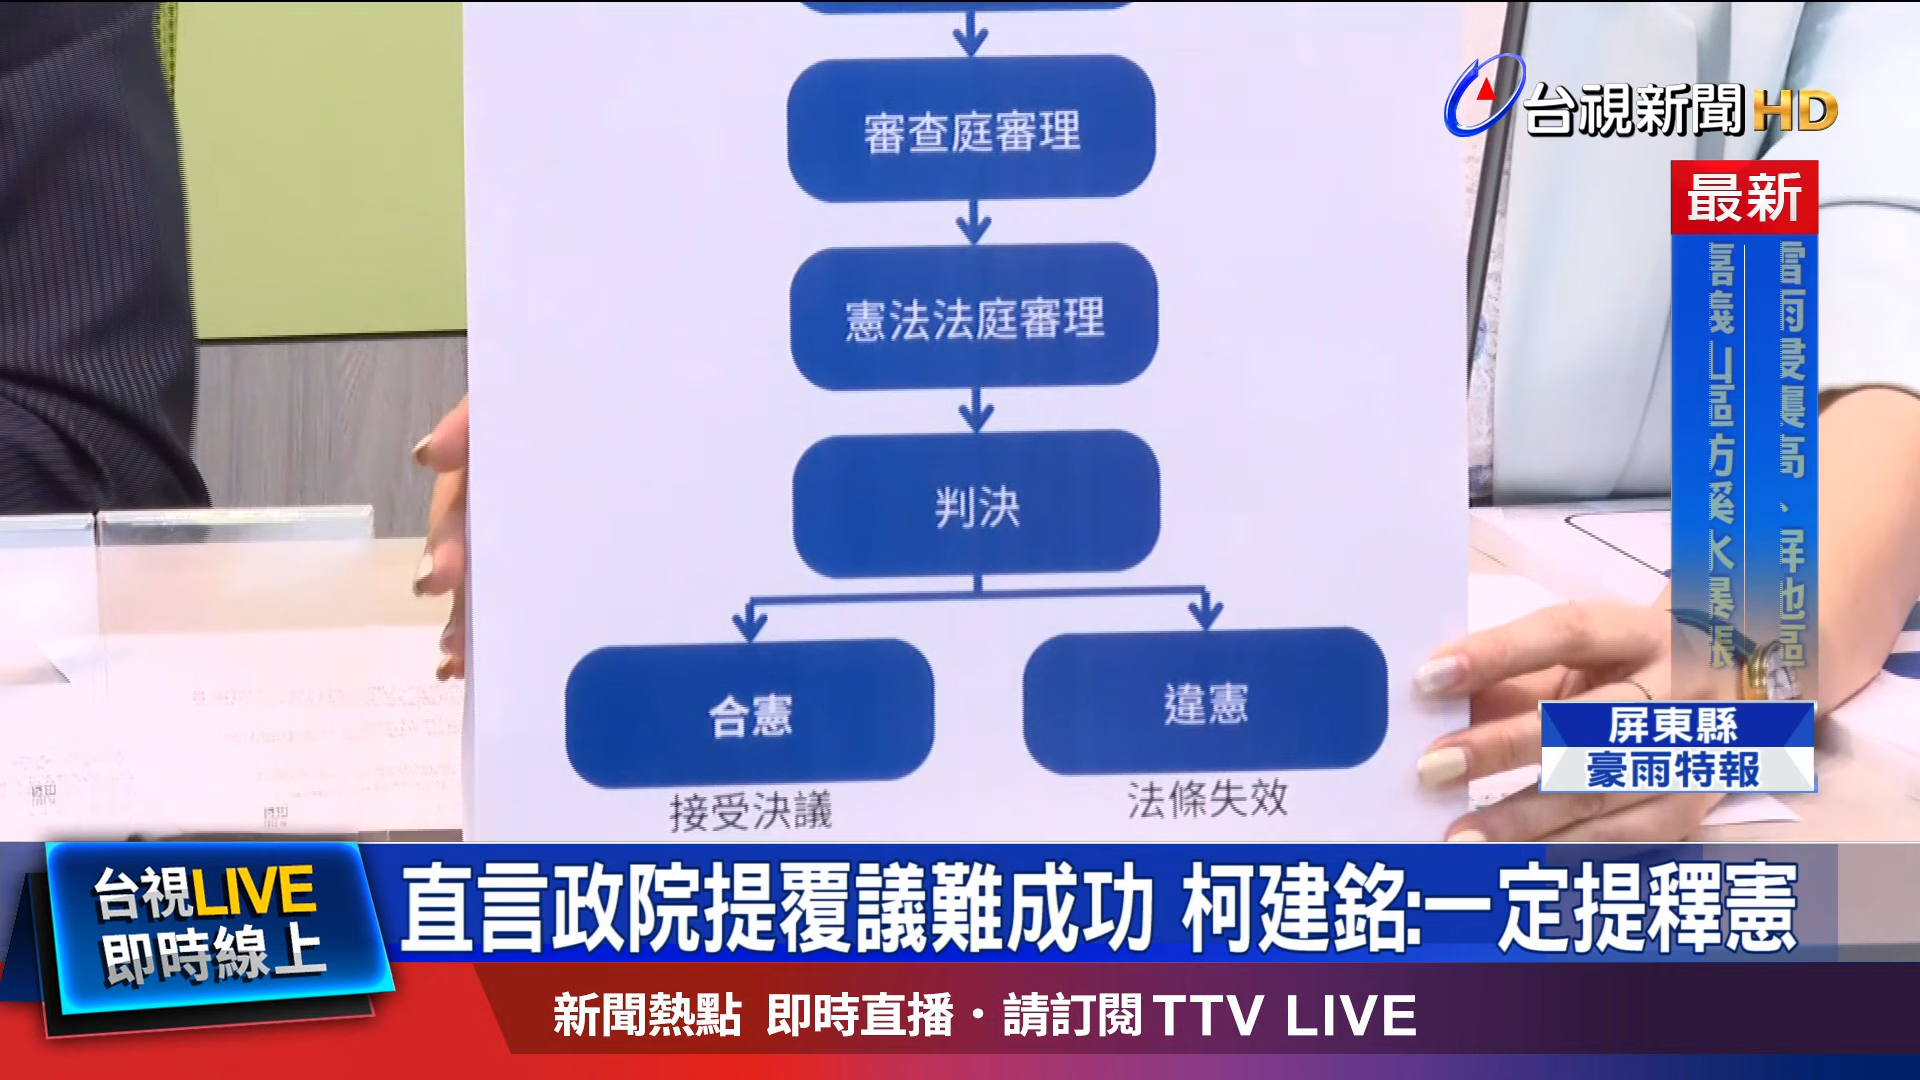 審查庭審理
憲法法庭審理
判決
合憲
違憲
接受決議
法條失效
台視新聞HD
最新
屏東縣
豪雨特報
台視LIVE
即時線上
直言政院提覆議難成功 柯建銘:一定提釋憲
新聞熱點 即時直播・請訂閱TTV LIVE